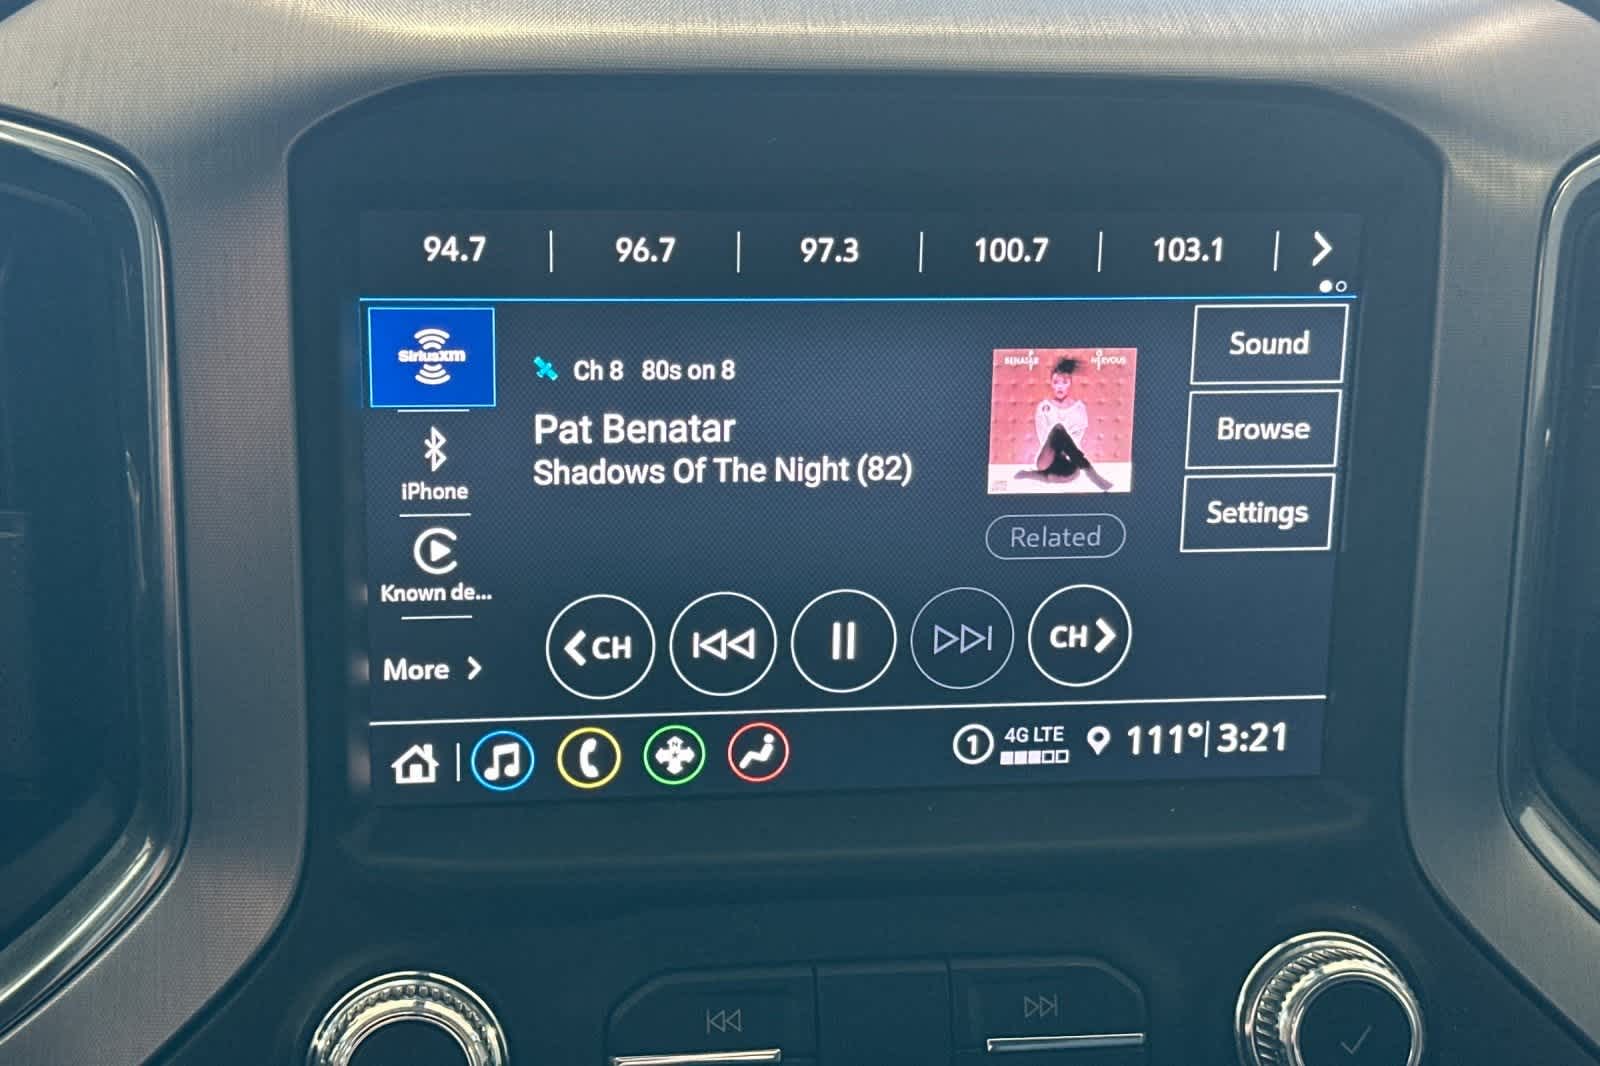 94.7 | 96.7 | 97.3 | 100.7 | 103.1 |
SiriusXM
Ch 8 80s on 8
Pat Benatar
Shadows Of The Night (82)
BENATAR NERVOUS
Related
Sound
Browse
Settings
iPhone
Known de...
More
CH
CH
1 4G LTE 111° | 3:21